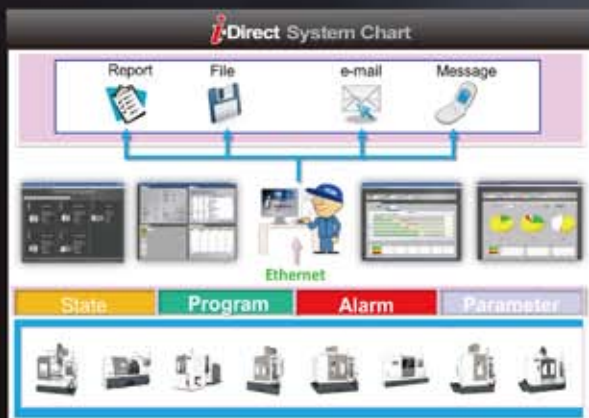 i-Direct System Chart
Report File e-mail Message
Ethernet
State Program Alarm Parameter